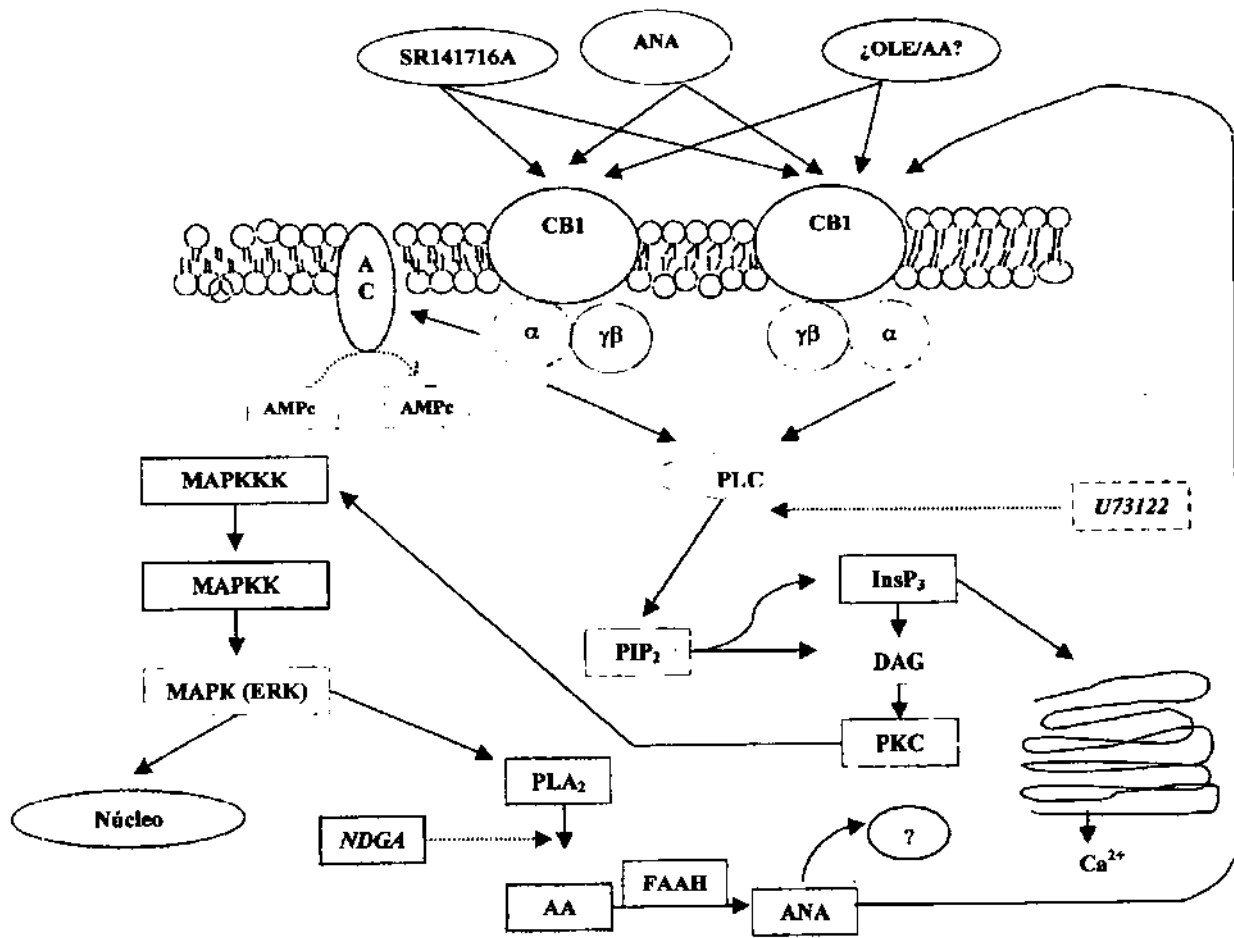 SR141716A
ANA
¿OLE/AA?
CB1
CB1
A
C
α
γβ
γβ
α
AMPc
AMPc
MAPKKK
PLC
U73122
MAPKK
InsP₃
PIP₂
DAG
MAPK (ERK)
PKC
PLA₂
Núcleo
NDGA
?
Ca²⁺
FAAH
AA
ANA